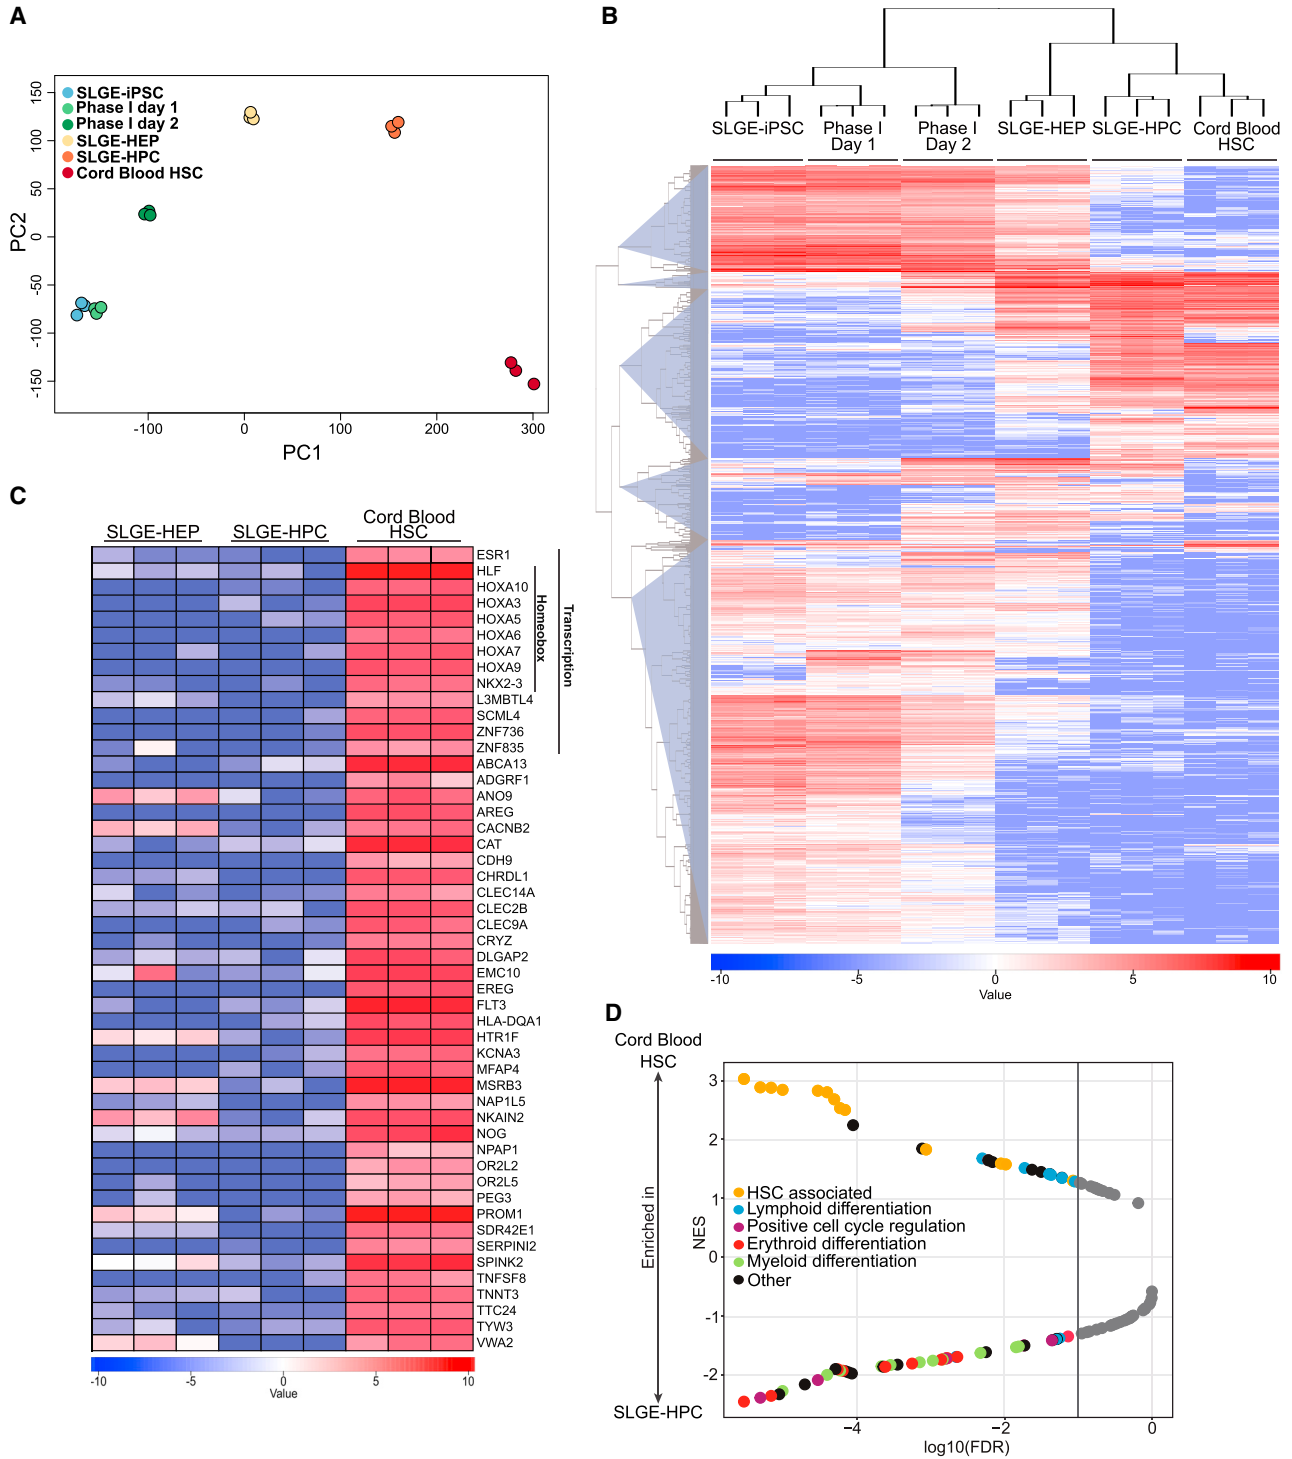 A
150
100
50
0
-50
-100
-150
PC2
SLGE-iPSC
Phase I day 1
Phase I day 2
SLGE-HEP
SLGE-HPC
Cord Blood HSC
-100
0
100
200
300
PC1
B
SLGE-iPSC
Phase I
Day 1
Phase I
Day 2
SLGE-HEP
SLGE-HPC
Cord Blood
HSC
-10
-5
0
5
10
Value
C
SLGE-HEP
SLGE-HPC
Cord Blood
HSC
ESR1
HLF
HOXA10
HOXA3
HOXA5
HOXA6
HOXA7
HOXA9
NKX2-3
L3MBTL4
SCML4
ZNF736
ZNF835
ABCA13
ADGRF1
ANO9
AREG
CACNB2
CAT
CDH9
CHRDL1
CLEC14A
CLEC2B
CLEC9A
CRYZ
DLGAP2
EMC10
EREG
FLT3
HLA-DQA1
HTR1F
KCNA3
MFAP4
MSRB3
NAP1L5
NKAIN2
NOG
NPAP1
OR2L2
OR2L5
PEG3
PROM1
SDR42E1
SERPINI2
SPINK2
TNFSF8
TNNT3
TTC24
TYW3
VWA2
Homeobox
Transcription
-10
-5
0
5
10
Value
D
Cord Blood
HSC
Enriched in
SLGE-HPC
3
2
1
0
-1
-2
NES
HSC associated
Lymphoid differentiation
Positive cell cycle regulation
Erythroid differentiation
Myeloid differentiation
Other
−4
−2
0
log10(FDR)